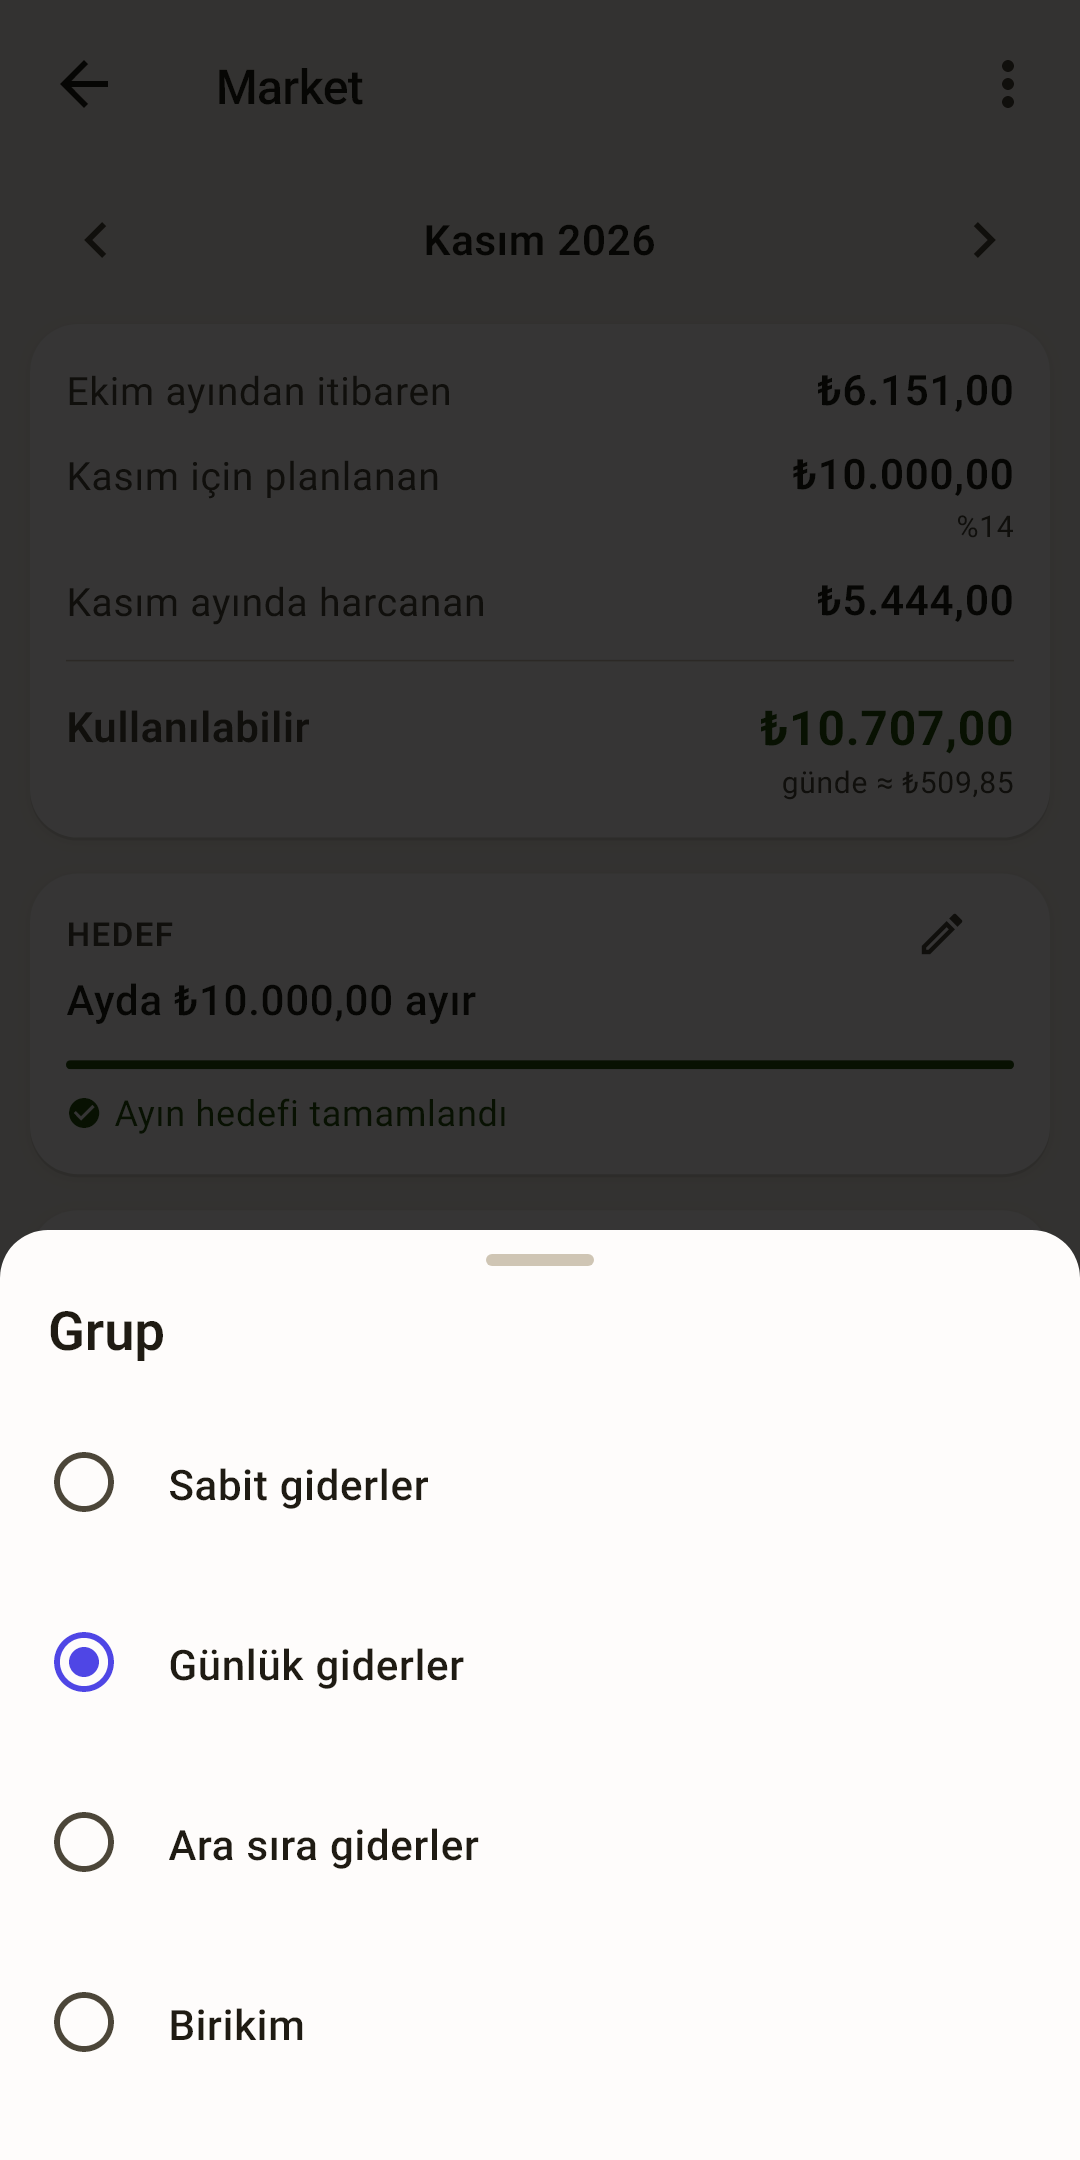 Market
Kasım 2026
Ekim ayından itibaren
₺6.151,00
Kasım için planlanan
₺10.000,00
%14
Kasım ayında harcanan
₺5.444,00
Kullanılabilir
₺10.707,00
günde ≈ ₺509,85
HEDEF
Ayda ₺10.000,00 ayır
Ayın hedefi tamamlandı
Grup
Sabit giderler
Günlük giderler
Ara sıra giderler
Birikim